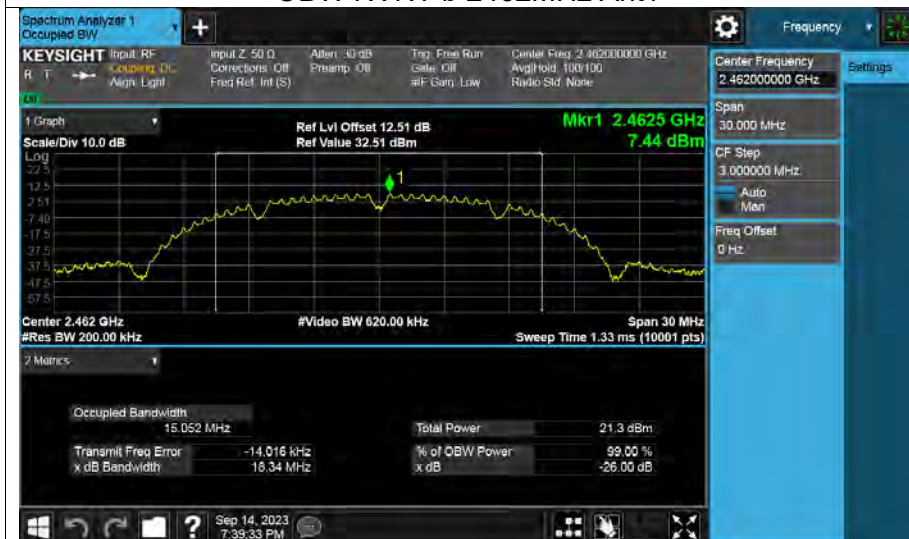 Spectrum Analyzer 1
Occupied BW
+
Frequency
KEYSIGHT
R T
Input: RF
Coupling: DC
Align: Light
Input Z: 50 Ω
Corrections: Off
Freq Ref: Int (S)
Atten: 30 dB
Preamp: Off
Trig: Free Run
Gate: Off
#IF Gain: Low
Center Freq: 2.462000000 GHz
Avg|Hold: 100/100
Radio Std: None
Center Frequency
2.462000000 GHz
Settings
Span
30.000 MHz
CF Step
3.000000 MHz
Auto
Man
Freq Offset
0 Hz
1 Graph
Scale/Div 10.0 dB
Ref Lvl Offset 12.51 dB
Ref Value 32.51 dBm
Mkr1 2.4625 GHz
7.44 dBm
Log
22.5
12.5
2.51
-7.49
-17.5
-27.5
-37.5
-47.5
-57.5
1
Center 2.462 GHz
#Res BW 200.00 kHz
#Video BW 620.00 kHz
Span 30 MHz
Sweep Time 1.33 ms (10001 pts)
2 Metrics
Occupied Bandwidth
15.052 MHz
Transmit Freq Error -14.016 kHz
x dB Bandwidth 18.34 MHz
Total Power 21.3 dBm
% of OBW Power 99.00 %
x dB -26.00 dB
?
Sep 14, 2023
7:39:33 PM